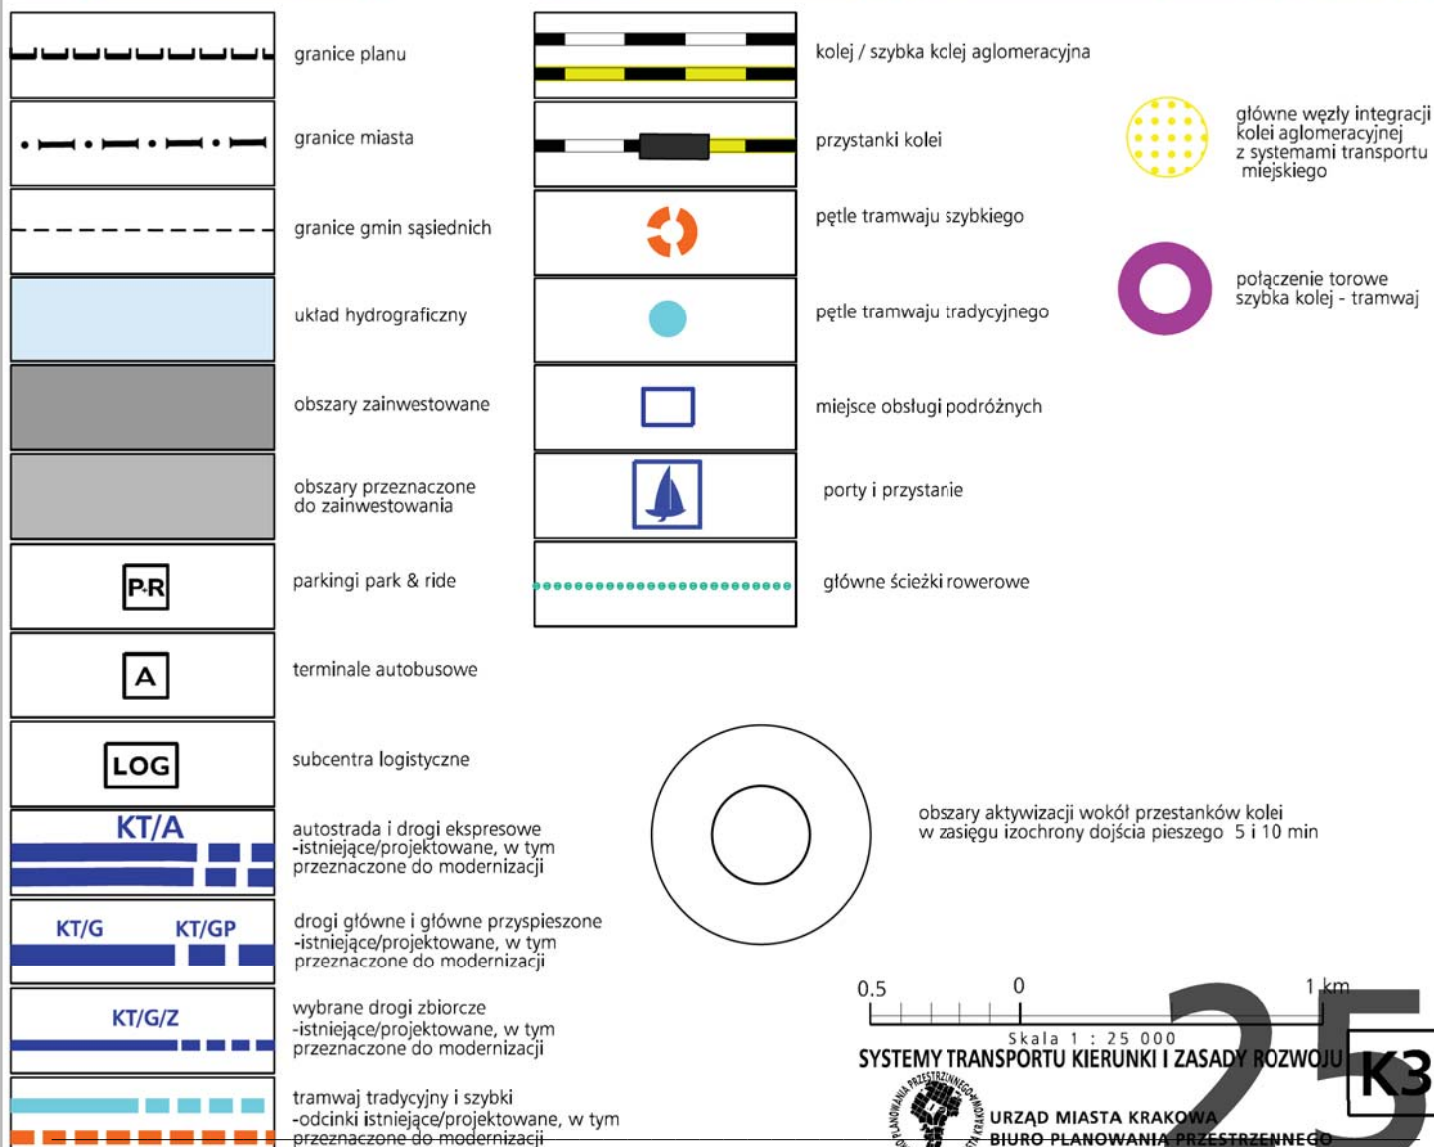 granice planu
granice miasta
granice gmin sąsiednich
układ hydrograficzny
obszary zainwestowane
obszary przeznaczone
do zainwestowania
P+R
parkingi park & ride
A
terminale autobusowe
LOG
subcentra logistyczne
KT/A
autostrada i drogi ekspresowe
-istniejące/projektowane, w tym
przeznaczone do modernizacji
KT/G KT/GP
drogi główne i główne przyspieszone
-istniejące/projektowane, w tym
przeznaczone do modernizacji
KT/G/Z
wybrane drogi zbiorcze
-istniejące/projektowane, w tym
przeznaczone do modernizacji
tramwaj tradycyjny i szybki
-odcinki istniejące/projektowane, w tym
przeznaczone do modernizacji
kolej / szybka kolej aglomeracyjna
przystanki kolei
pętle tramwaju szybkiego
pętle tramwaju tradycyjnego
miejsce obsługi podróżnych
porty i przystanie
główne ścieżki rowerowe
główne węzły integracji
kolei aglomeracyjnej
z systemami transportu
miejskiego
połączenie torowe
szybka kolej - tramwaj
obszary aktywizacji wokół przestanków kolei
w zasięgu izochrony dojścia pieszego 5 i 10 min
0.5 0 1 km
Skala 1 : 25 000
SYSTEMY TRANSPORTU KIERUNKI I ZASADY ROZWOJU
25
K3
URZĄD MIASTA KRAKOWA
BIURO PLANOWANIA PRZESTRZENNEGO